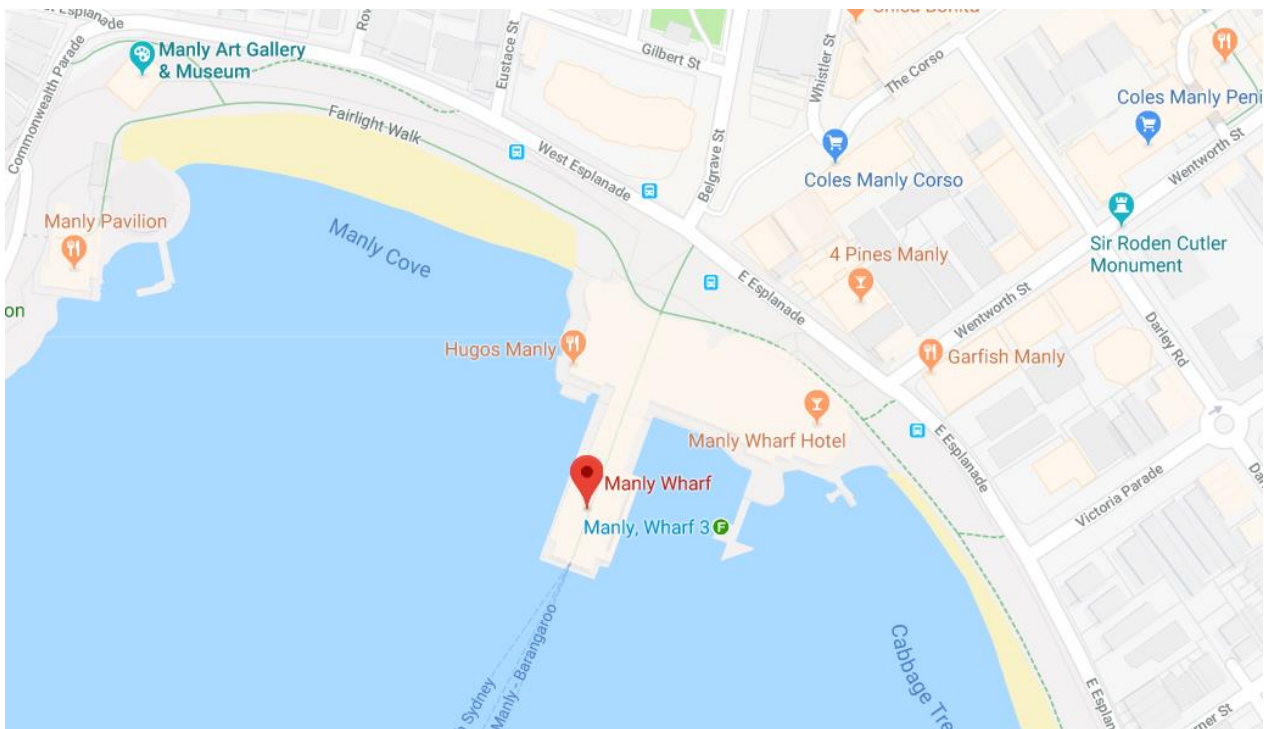 Esplanade
Chica Bonita
Manly Art Gallery
& Museum
Commonwealth Parade
Eustace St
Gilbert St
Whistler St
The Corso
Coles Manly Peni
Fairlight Walk
West Esplanade
Belgrave St
Coles Manly Corso
Wentworth St
Manly Pavilion
Manly Cove
Sir Roden Cutler
Monument
4 Pines Manly
E Esplanade
Wentworth St
on
Darley Rd
Hugos Manly
Garfish Manly
Manly Wharf Hotel
E Esplanade
Manly Wharf
Manly, Wharf 3
F
Victoria Parade
Manly - Barangaroo
Sydney
Cabbage Tre
E Esplan